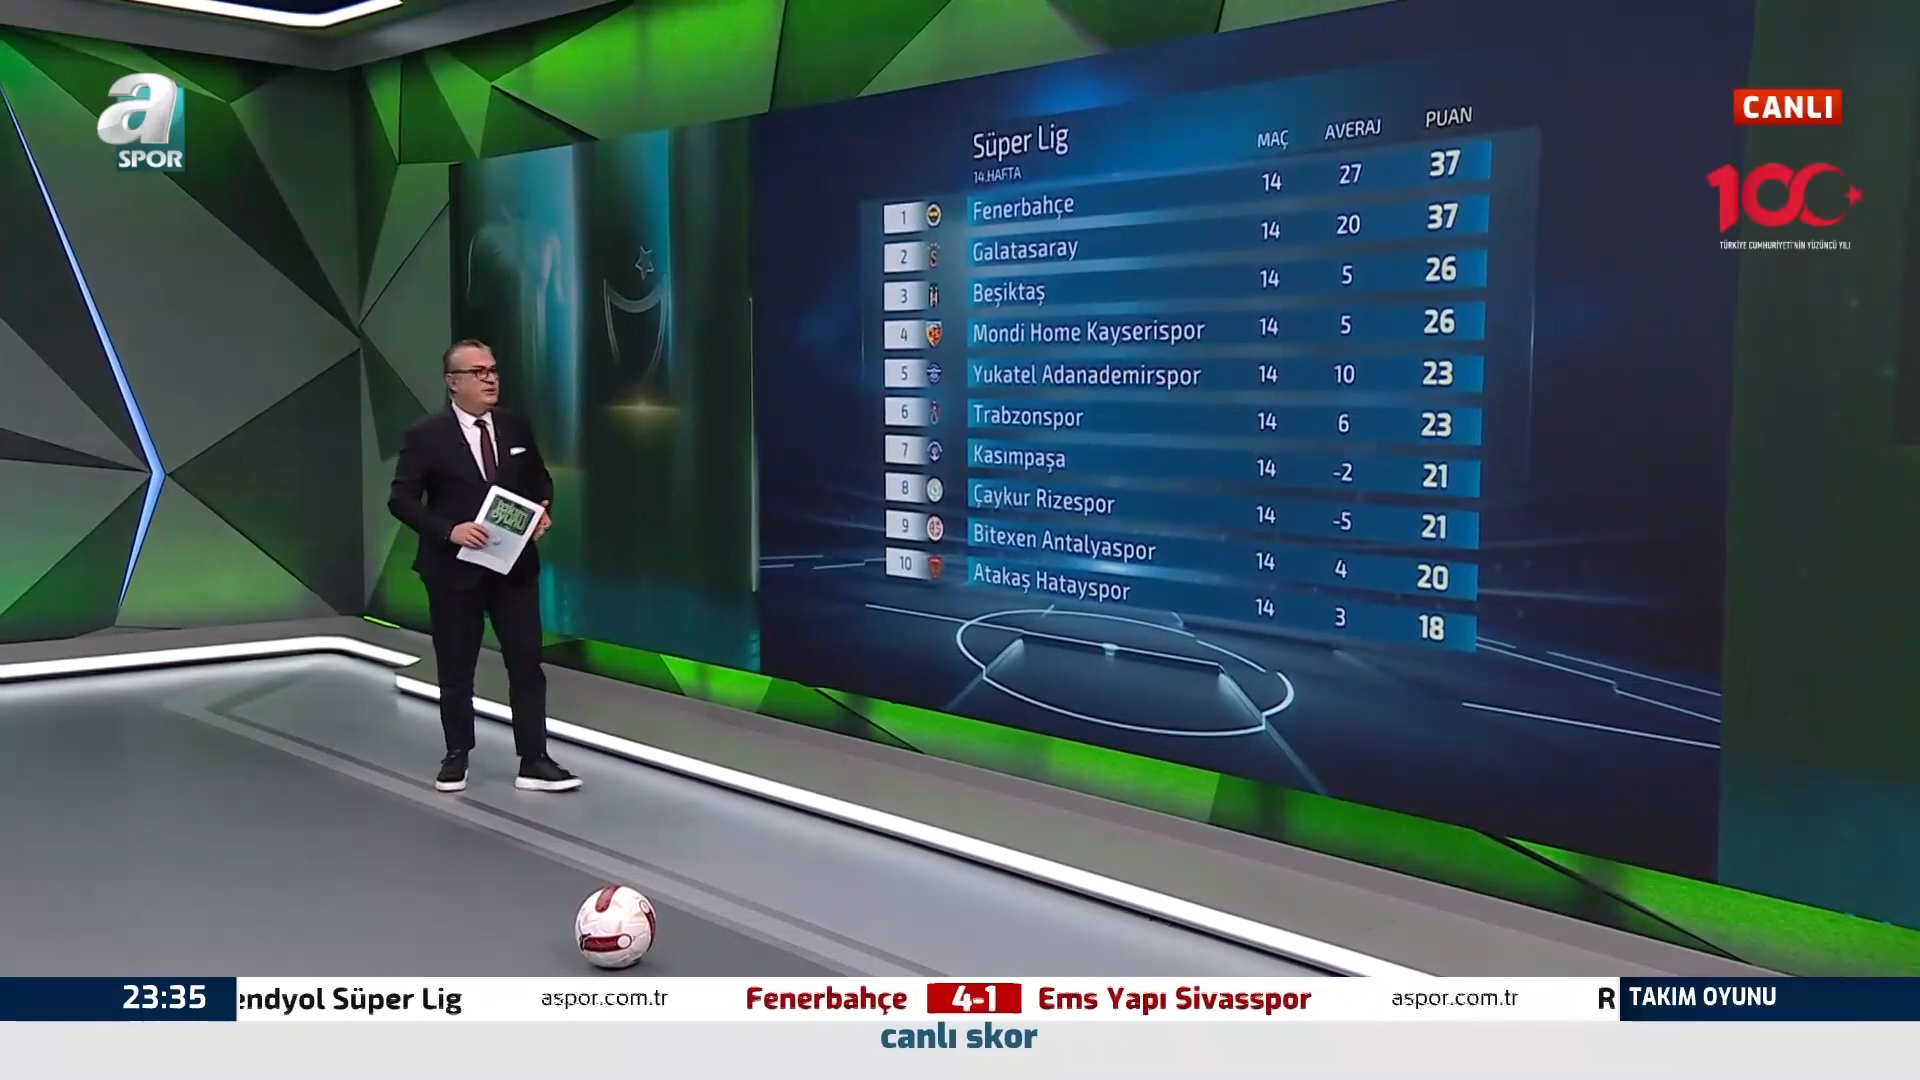 a
SPOR
CANLI
100
TÜRKİYE CUMHURİYETİ'NİN YÜZÜNCÜ YILI
Süper Lig MAÇ AVERAJ PUAN
14.HAFTA
1 Fenerbahçe 14 27 37
2 Galatasaray 14 20 37
3 Beşiktaş 14 5 26
4 Mondi Home Kayserispor 14 5 26
5 Yukatel Adanademirspor 14 10 23
6 Trabzonspor 14 6 23
7 Kasımpaşa 14 -2 21
8 Çaykur Rizespor 14 -5 21
9 Bitexen Antalyaspor 14 4 20
10 Atakaş Hatayspor 14 3 18
takım
oyunu
23:35 endyol Süper Lig aspor.com.tr Fenerbahçe 4-1 Ems Yapı Sivasspor aspor.com.tr R TAKIM OYUNU
canlı skor